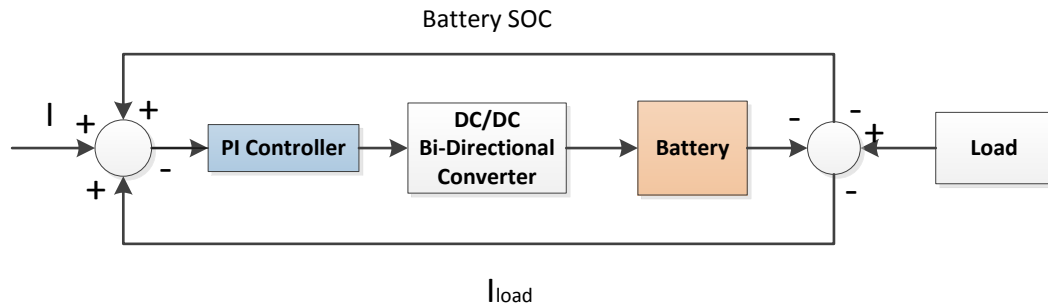 Battery SOC
I
+
+
+
-
PI Controller
DC/DC
Bi-Directional
Converter
Battery
-
-
+
-
Load
Iload